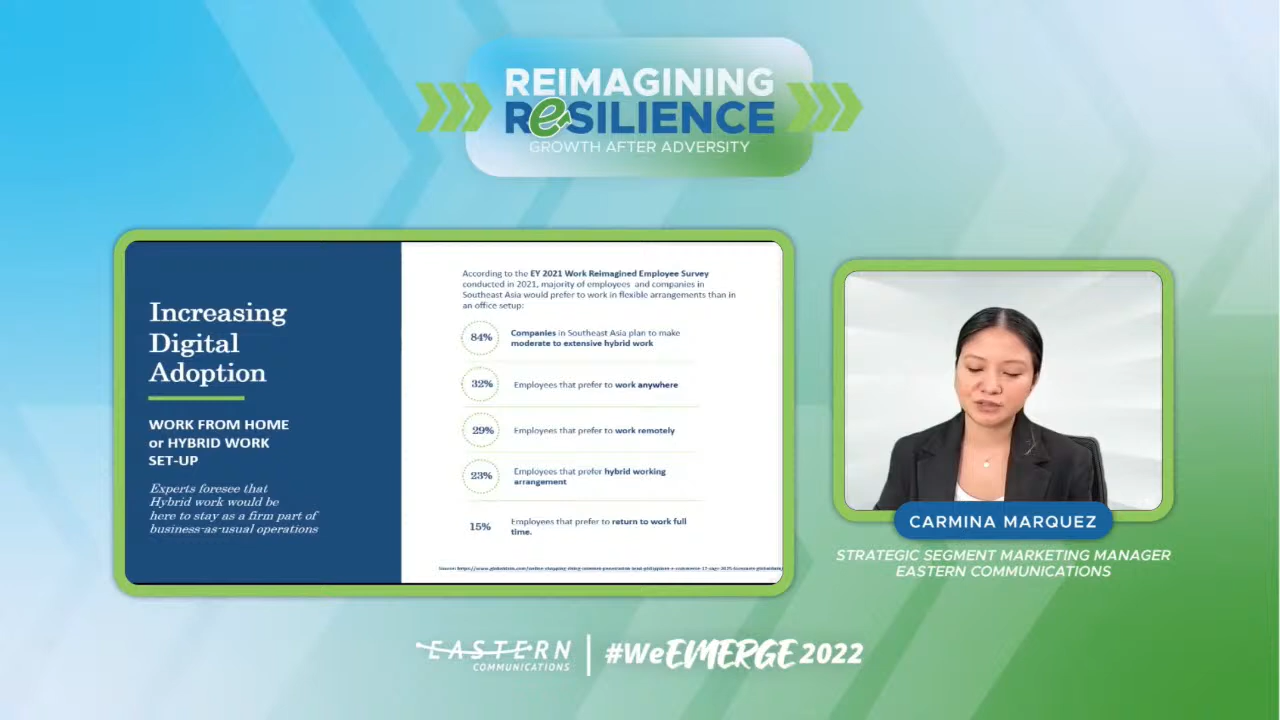 REIMAGINING
ReSILIENCE
GROWTH AFTER ADVERSITY
Increasing
Digital
Adoption
WORK FROM HOME
or HYBRID WORK
SET-UP
Experts foresee that
Hybrid work would be
here to stay as a firm part of
business-as-usual operations
According to the EY 2021 Work Reimagined Employee Survey
conducted in 2021, majority of employees and companies in
Southeast Asia would prefer to work in flexible arrangements than in
an office setup:
84% Companies in Southeast Asia plan to make
moderate to extensive hybrid work
32% Employees that prefer to work anywhere
29% Employees that prefer to work remotely
23% Employees that prefer hybrid working
arrangement
15% Employees that prefer to return to work full
time.
Source:
CARMINA MARQUEZ
STRATEGIC SEGMENT MARKETING MANAGER
EASTERN COMMUNICATIONS
EASTERN
COMMUNICATIONS
#WeEMERGE2022